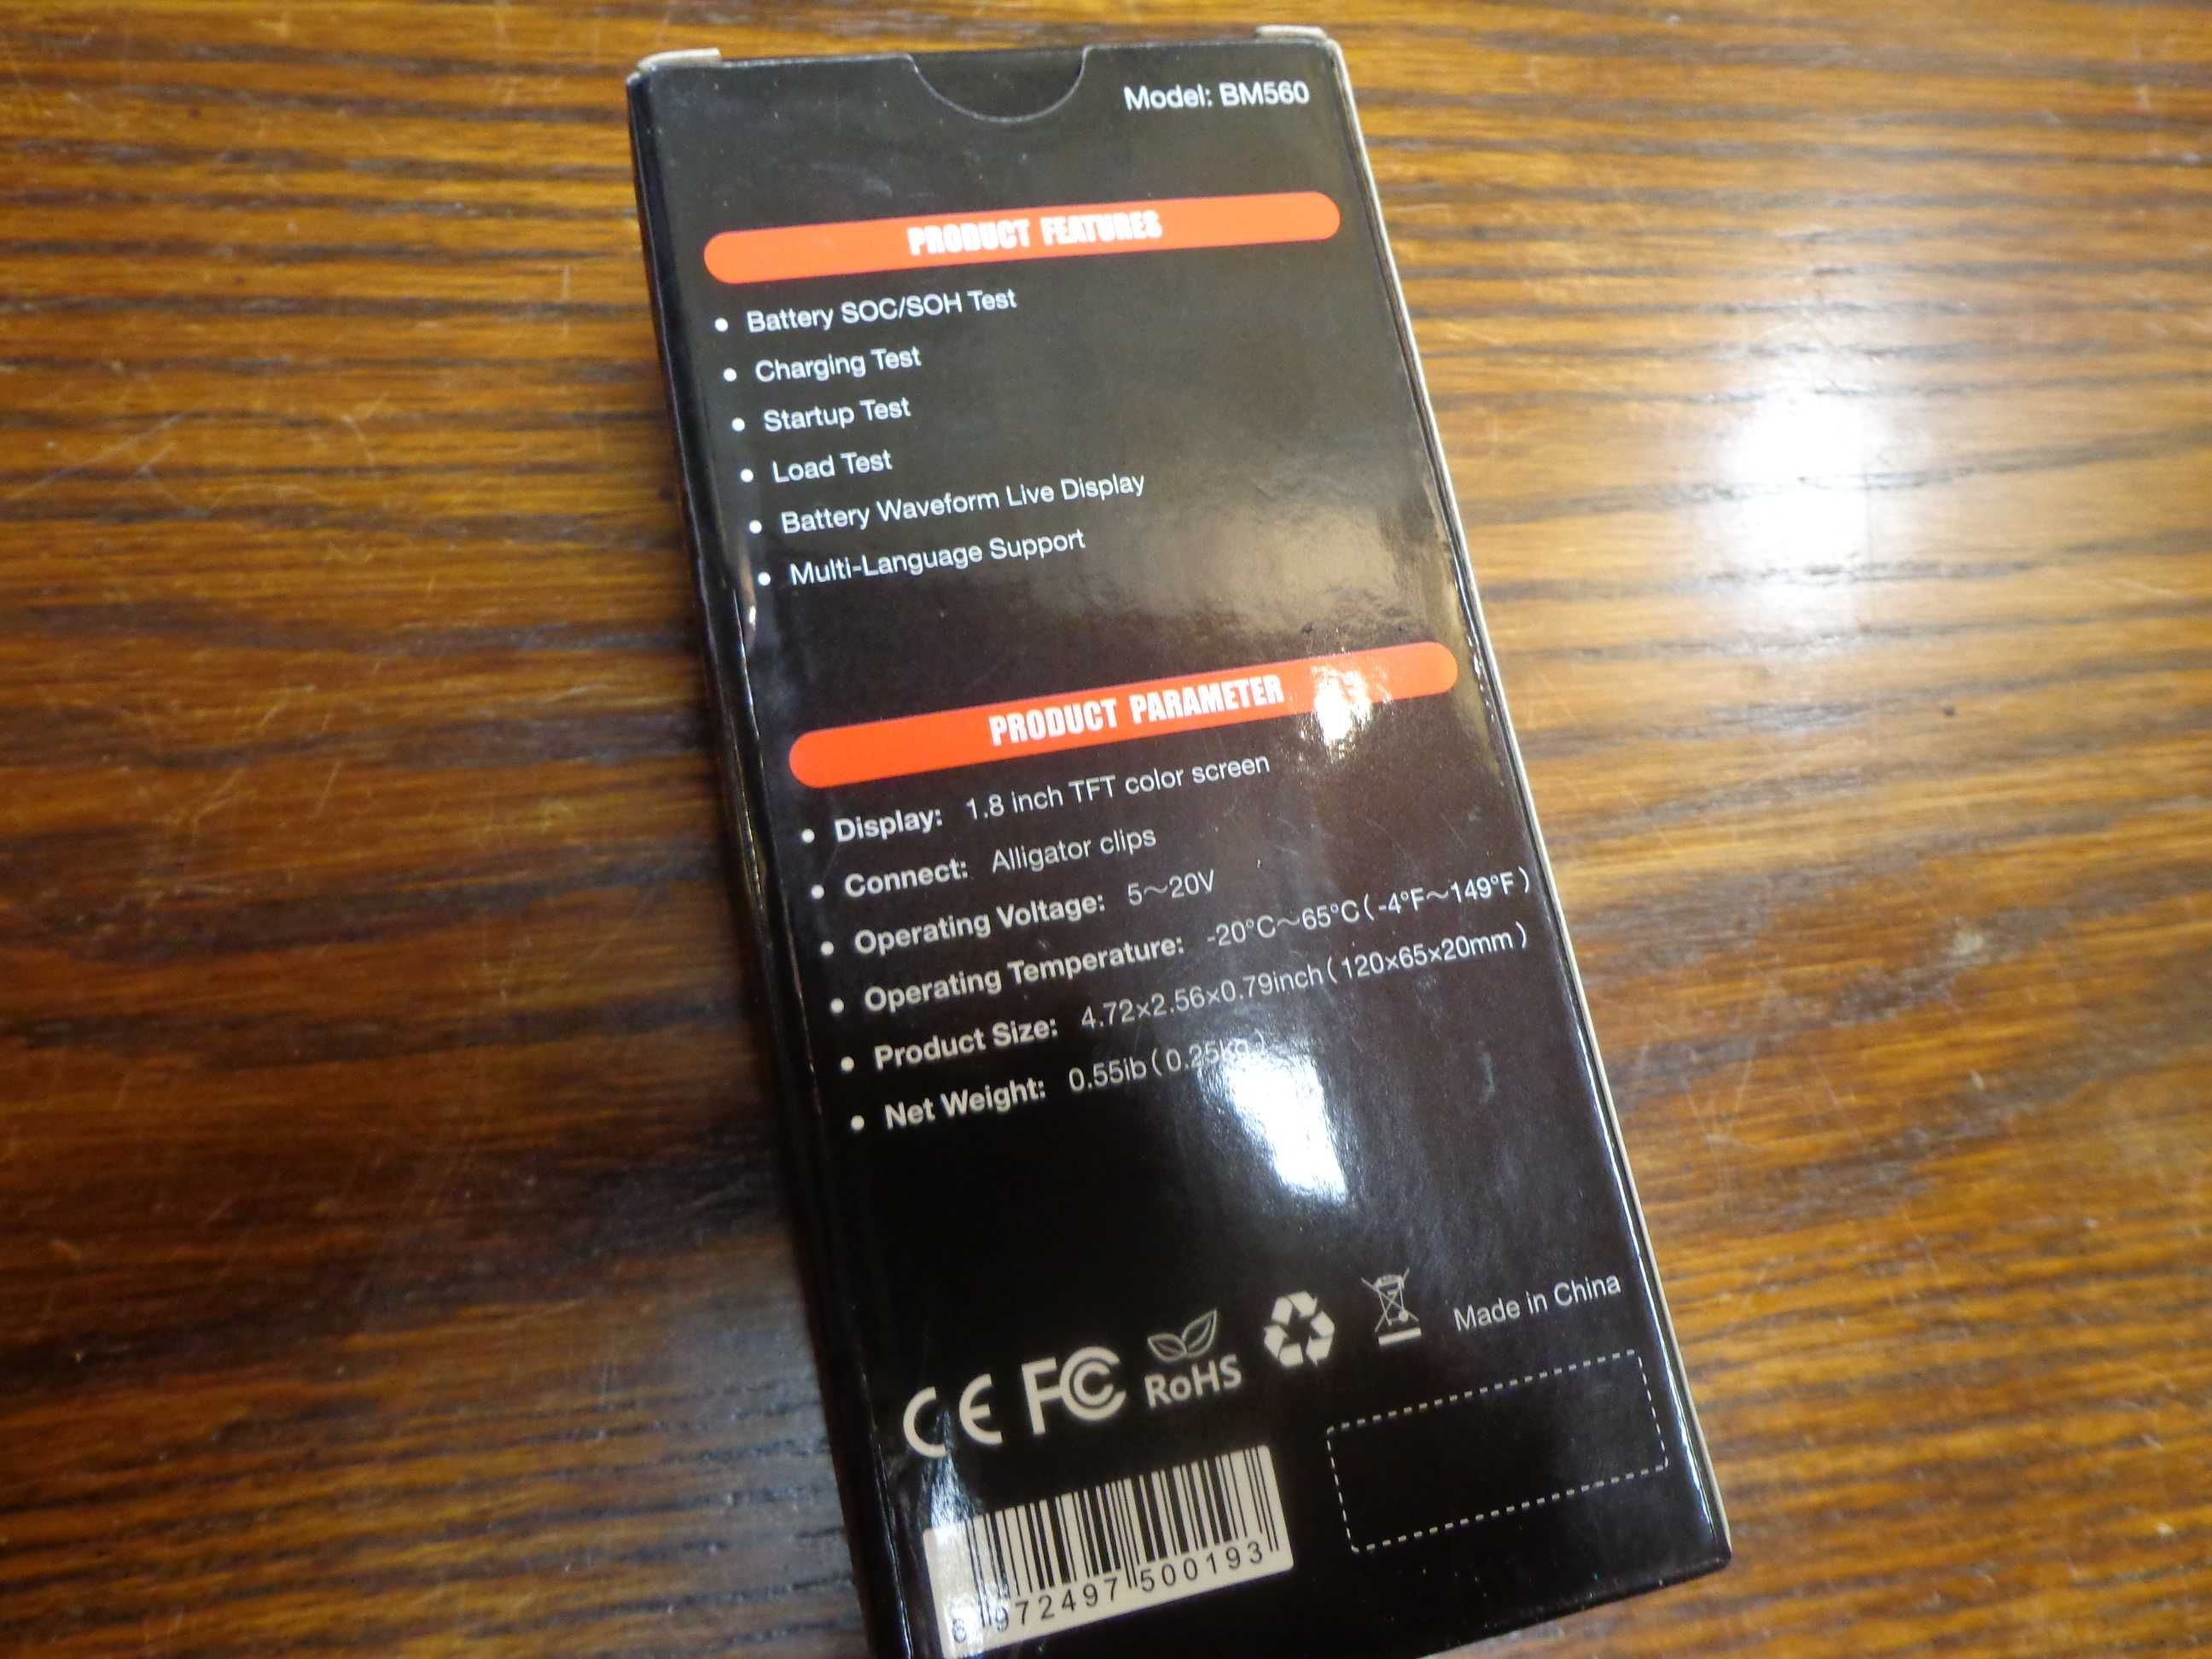 Model: BM560
PRODUCT FEATURES
• Battery SOC/SOH Test
• Charging Test
• Startup Test
• Load Test
• Battery Waveform Live Display
• Multi-Language Support
PRODUCT PARAMETER
• Display: 1.8 inch TFT color screen
• Connect: Alligator clips
• Operating Voltage: 5~20V
• Operating Temperature: -20°C~65°C(-4°F~149°F)
• Product Size: 4.72×2.56×0.79inch(120×65×20mm)
• Net Weight: 0.55ib(0.25kg)
CE FC RoHS Made in China
6 972497 500193